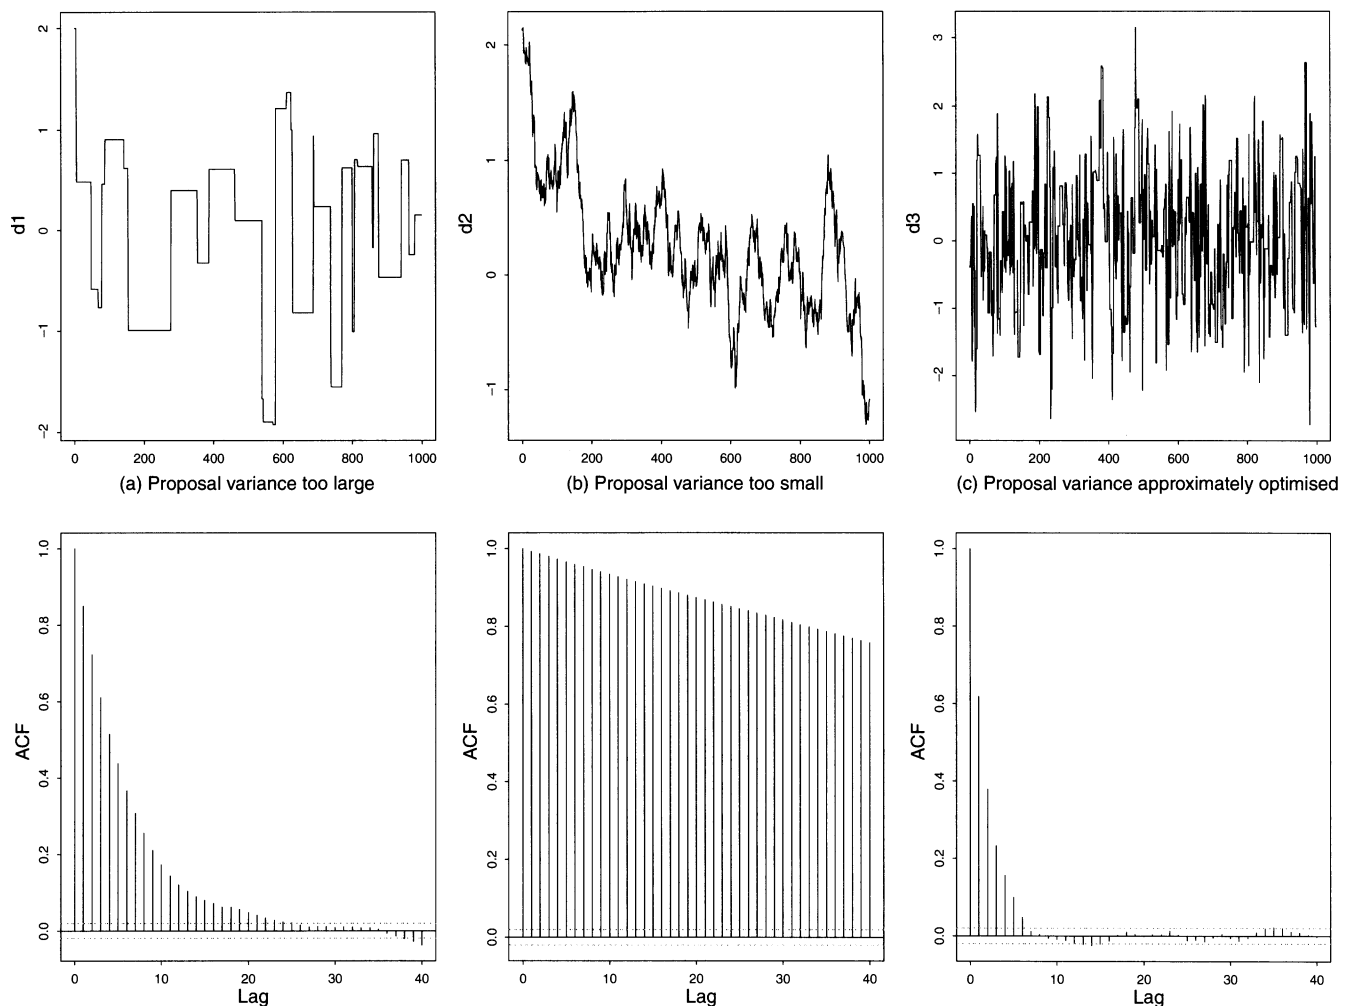 d1
2
1
0
-1
-2
0 200 400 600 800 1000
(a) Proposal variance too large
d2
2
1
0
-1
0 200 400 600 800 1000
(b) Proposal variance too small
d3
3
2
1
0
-1
-2
0 200 400 600 800 1000
(c) Proposal variance approximately optimised
ACF
1.0
0.8
0.6
0.4
0.2
0.0
0 10 20 30 40
Lag
ACF
1.0
0.8
0.6
0.4
0.2
0.0
0 10 20 30 40
Lag
ACF
1.0
0.8
0.6
0.4
0.2
0.0
0 10 20 30 40
Lag